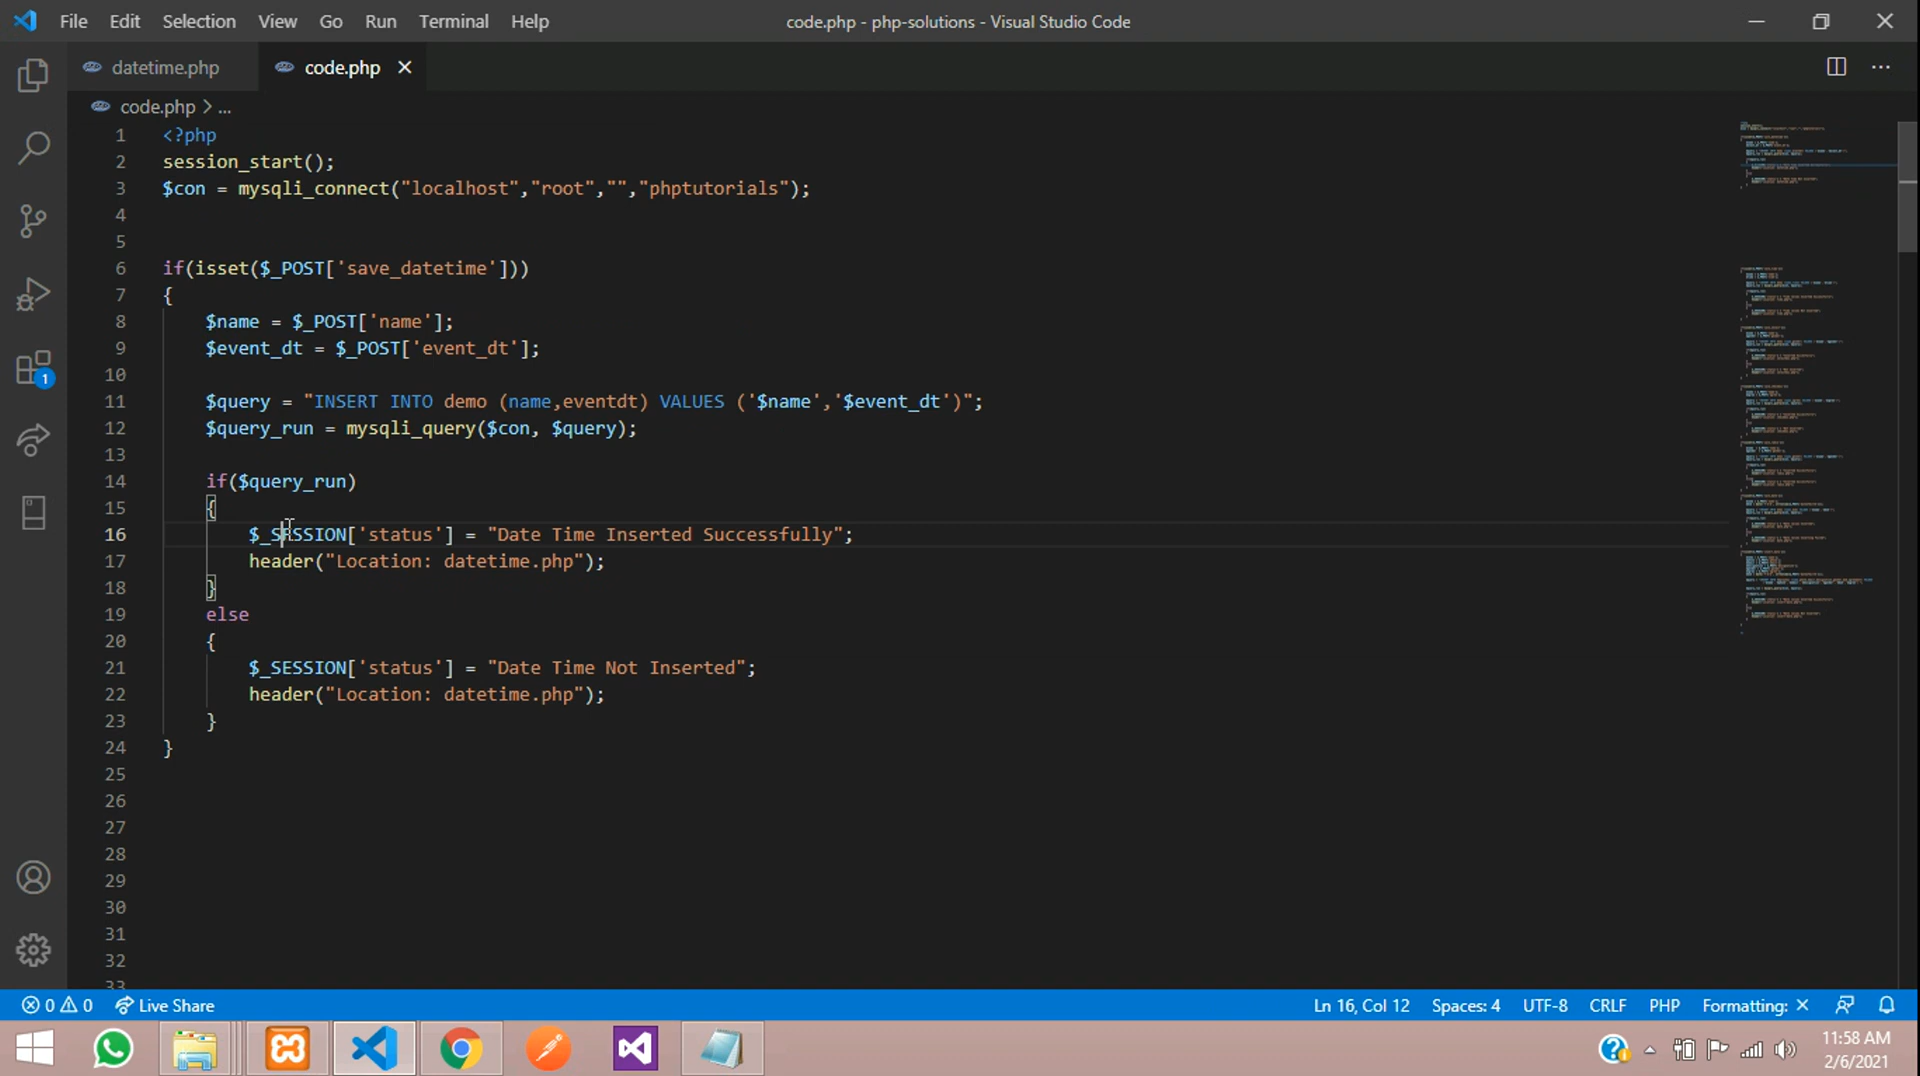 File Edit Selection View Go Run Terminal Help
code.php - php-solutions - Visual Studio Code
datetime.php code.php
code.php > ...
1 <?php
2 session_start();
3 $con = mysqli_connect("localhost","root","","phptutorials");
4
5
6 if(isset($_POST['save_datetime']))
7 {
8 $name = $_POST['name'];
9 $event_dt = $_POST['event_dt'];
10
11 $query = "INSERT INTO demo (name,eventdt) VALUES ('$name','$event_dt')";
12 $query_run = mysqli_query($con, $query);
13
14 if($query_run)
15 {
16 $_SESSION['status'] = "Date Time Inserted Successfully";
17 header("Location: datetime.php");
18 }
19 else
20 {
21 $_SESSION['status'] = "Date Time Not Inserted";
22 header("Location: datetime.php");
23 }
24 }
25
26
27
28
29
30
31
32
33
1
0 0 Live Share
Ln 16, Col 12 Spaces: 4 UTF-8 CRLF PHP Formatting: ✕
11:58 AM
2/6/2021